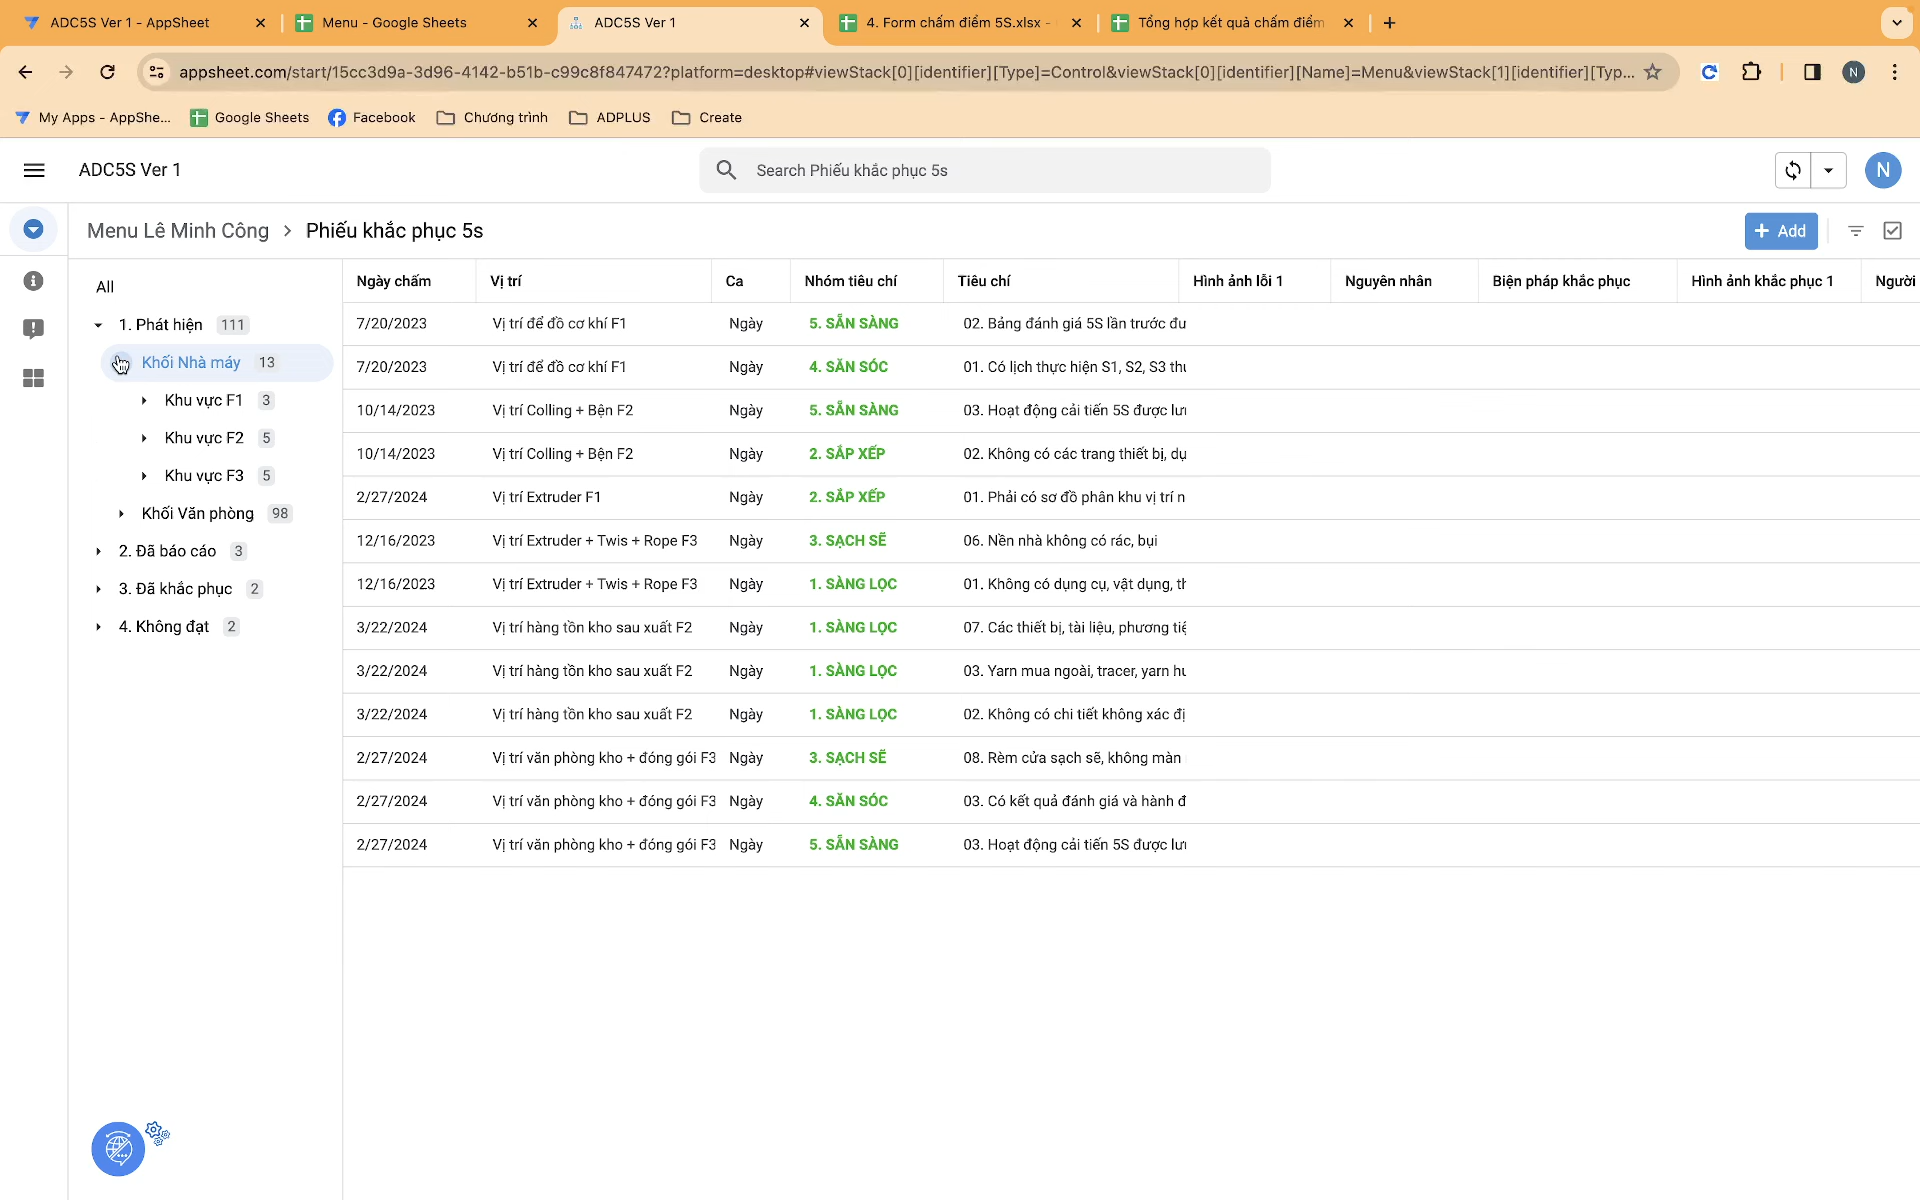 ADC5S Ver 1 - AppSheet
Menu - Google Sheets
ADC5S Ver 1
4. Form chấm điểm 5S.xlsx -
Tổng hợp kết quả chấm điểm
appsheet.com/start/15cc3d9a-3d96-4142-b51b-c99c8f847472?platform=desktop#viewStack[0][identifier][Type]=Control&viewStack[0][identifier][Name]=Menu&viewStack[1][identifier][Typ...
N
My Apps - AppShe...
Google Sheets
Facebook
Chương trình
ADPLUS
Create
ADC5S Ver 1
Search Phiếu khắc phục 5s
N
Menu Lê Minh Công > Phiếu khắc phục 5s
+ Add
All
1. Phát hiện 111
Khối Nhà máy 13
Khu vực F1 3
Khu vực F2 5
Khu vực F3 5
Khối Văn phòng 98
2. Đã báo cáo 3
3. Đã khắc phục 2
4. Không đạt 2
Ngày chấm Vị trí Ca Nhóm tiêu chí Tiêu chí Hình ảnh lỗi 1 Nguyên nhân Biện pháp khắc phục Hình ảnh khắc phục 1 Người
7/20/2023 Vị trí để đồ cơ khí F1 Ngày 5. SẴN SÀNG 02. Bảng đánh giá 5S lần trước đư
7/20/2023 Vị trí để đồ cơ khí F1 Ngày 4. SĂN SÓC 01. Có lịch thực hiện S1, S2, S3 thư
10/14/2023 Vị trí Colling + Bện F2 Ngày 5. SẴN SÀNG 03. Hoạt động cải tiến 5S được lưu
10/14/2023 Vị trí Colling + Bện F2 Ngày 2. SẮP XẾP 02. Không có các trang thiết bị, dụ
2/27/2024 Vị trí Extruder F1 Ngày 2. SẮP XẾP 01. Phải có sơ đồ phân khu vị trí n
12/16/2023 Vị trí Extruder + Twis + Rope F3 Ngày 3. SẠCH SẼ 06. Nền nhà không có rác, bụi
12/16/2023 Vị trí Extruder + Twis + Rope F3 Ngày 1. SÀNG LỌC 01. Không có dụng cụ, vật dụng, th
3/22/2024 Vị trí hàng tồn kho sau xuất F2 Ngày 1. SÀNG LỌC 07. Các thiết bị, tài liệu, phương tiệ
3/22/2024 Vị trí hàng tồn kho sau xuất F2 Ngày 1. SÀNG LỌC 03. Yarn mua ngoài, tracer, yarn hư
3/22/2024 Vị trí hàng tồn kho sau xuất F2 Ngày 1. SÀNG LỌC 02. Không có chi tiết không xác đị
2/27/2024 Vị trí văn phòng kho + đóng gói F3 Ngày 3. SẠCH SẼ 08. Rèm cửa sạch sẽ, không màn
2/27/2024 Vị trí văn phòng kho + đóng gói F3 Ngày 4. SĂN SÓC 03. Có kết quả đánh giá và hành đ
2/27/2024 Vị trí văn phòng kho + đóng gói F3 Ngày 5. SẴN SÀNG 03. Hoạt động cải tiến 5S được lưu